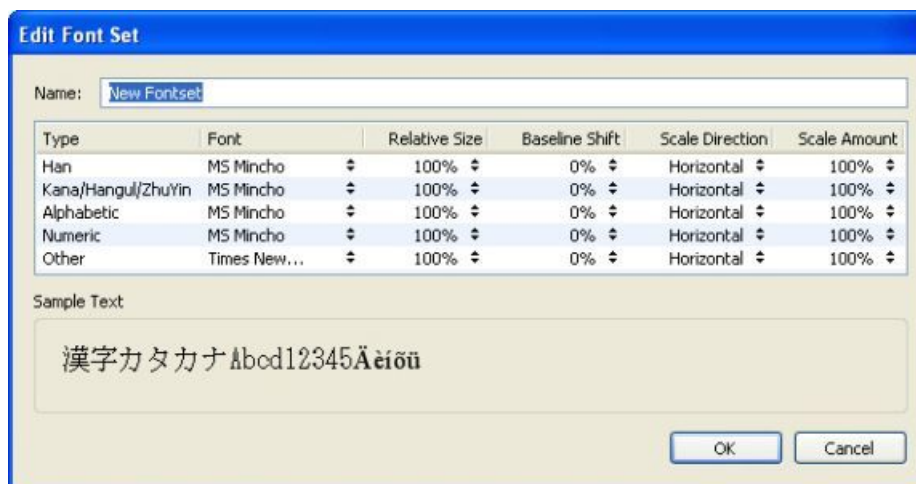 Edit Font Set
Name: New Fontset
Type Font Relative Size Baseline Shift Scale Direction Scale Amount
Han MS Mincho 100% 0% Horizontal 100%
Kana/Hangul/ZhuYin MS Mincho 100% 0% Horizontal 100%
Alphabetic MS Mincho 100% 0% Horizontal 100%
Numeric MS Mincho 100% 0% Horizontal 100%
Other Times New... 100% 0% Horizontal 100%
Sample Text
漢字カタカナAbcd12345Äèíõü
OK Cancel